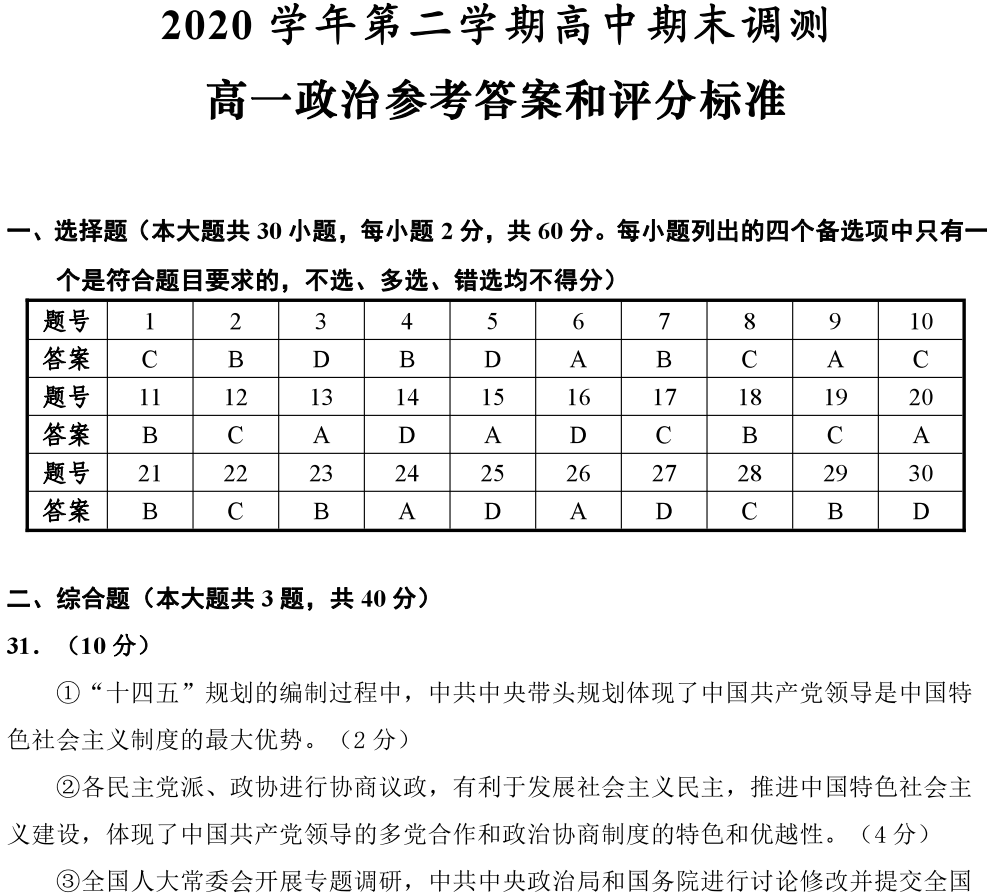 2020 学年第二学期高中期末调测
高一政治参考答案和评分标准
一、选择题（本大题共 30 小题，每小题 2 分，共 60 分。每小题列出的四个备选项中只有一
个是符合题目要求的，不选、多选、错选均不得分）
题号 1 2 3 4 5 6 7 8 9 10
答案 C B D B D A B C A C
题号 11 12 13 14 15 16 17 18 19 20
答案 B C A D A D C B C A
题号 21 22 23 24 25 26 27 28 29 30
答案 B C B A D A D C B D
二、综合题（本大题共 3 题，共 40 分）
31．（10 分）
①“十四五”规划的编制过程中，中共中央带头规划体现了中国共产党领导是中国特
色社会主义制度的最大优势。（2 分）
②各民主党派、政协进行协商议政，有利于发展社会主义民主，推进中国特色社会主
义建设，体现了中国共产党领导的多党合作和政治协商制度的特色和优越性。（4 分）
③全国人大常委会开展专题调研，中共中央政治局和国务院进行讨论修改并提交全国